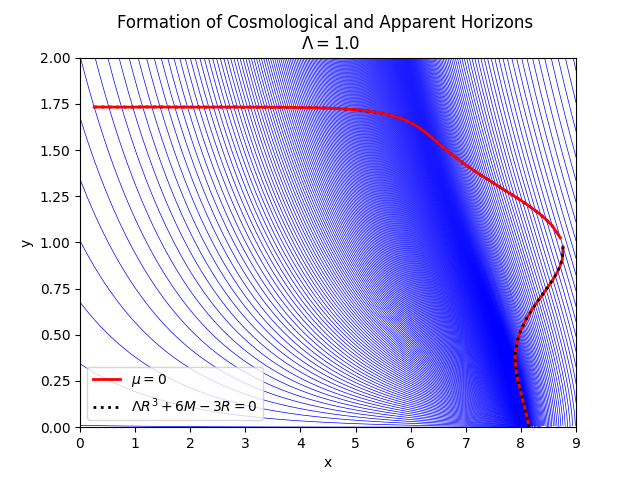 Formation of Cosmological and Apparent Horizons
Λ = 1.0
2.00
1.75
1.50
1.25
1.00
0.75
0.50
0.25
0.00
y
μ = 0
ΛR³ + 6M − 3R = 0
0 1 2 3 4 5 6 7 8 9
x